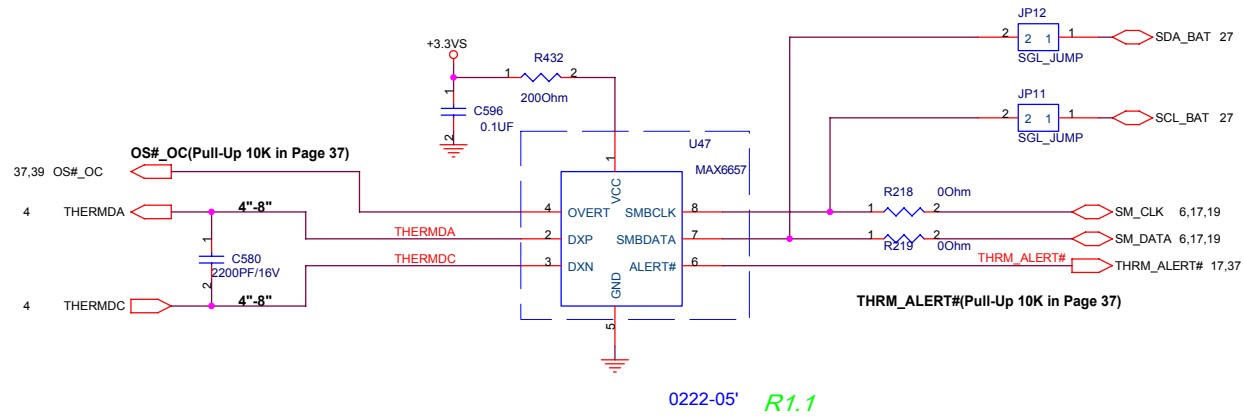 JP12
2 2 1 1 SDA_BAT 27
SGL_JUMP
+3.3VS
R432
1 2
200Ohm
JP11
2 2 1 1 SCL_BAT 27
SGL_JUMP
1
C596
0.1UF
2
U47
MAX6657
OS#_OC(Pull-Up 10K in Page 37)
37,39 OS#_OC
1
VCC
4 THERMDA
4"-8"
4 OVERT SMBCLK 8
R218 0Ohm
1 2
SM_CLK 6,17,19
THERMDA
2 DXP SMBDATA 7
1 2 0Ohm
R219
SM_DATA 6,17,19
1
C580
2200PF/16V
2
THERMDC
3 DXN ALERT# 6
THRM_ALERT#
THRM_ALERT# 17,37
GND
5
4 THERMDC
4"-8"
THRM_ALERT#(Pull-Up 10K in Page 37)
0222-05' R1.1